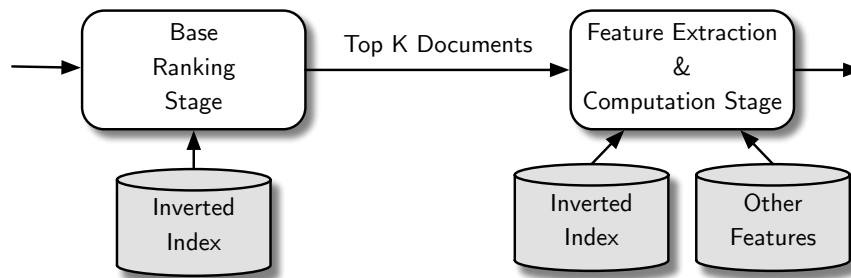 Base
Ranking
Stage
Top K Documents
Feature Extraction
&
Computation Stage
Inverted
Index
Inverted
Index
Other
Features